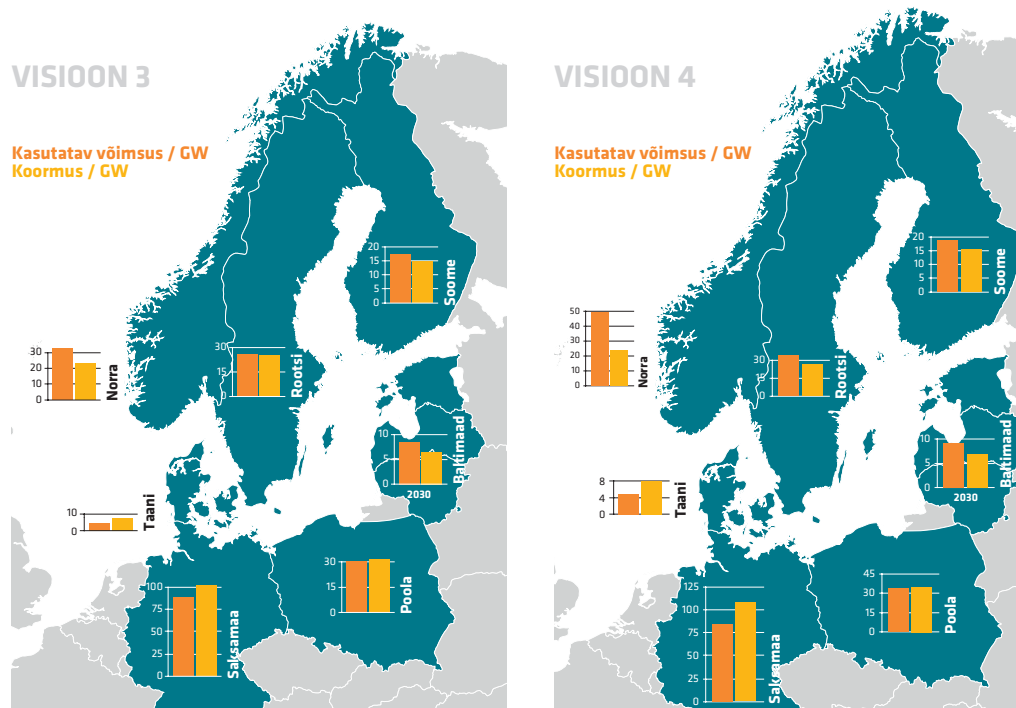 VISIOON 3
Kasutatav võimsus / GW
Koormus / GW
20
15
10
5
0
Soome
30
20
10
0
Norra
30
15
0
Rootsi
10
5
0
Baltimaad
2030
10
0
Taani
30
15
0
Poola
100
75
50
25
0
Saksamaa
VISIOON 4
Kasutatav võimsus / GW
Koormus / GW
20
15
10
5
0
Soome
50
40
30
20
10
0
Norra
30
15
0
Rootsi
10
5
0
Baltimaad
2030
8
4
0
Taani
45
30
15
0
Poola
125
100
75
50
25
0
Saksamaa